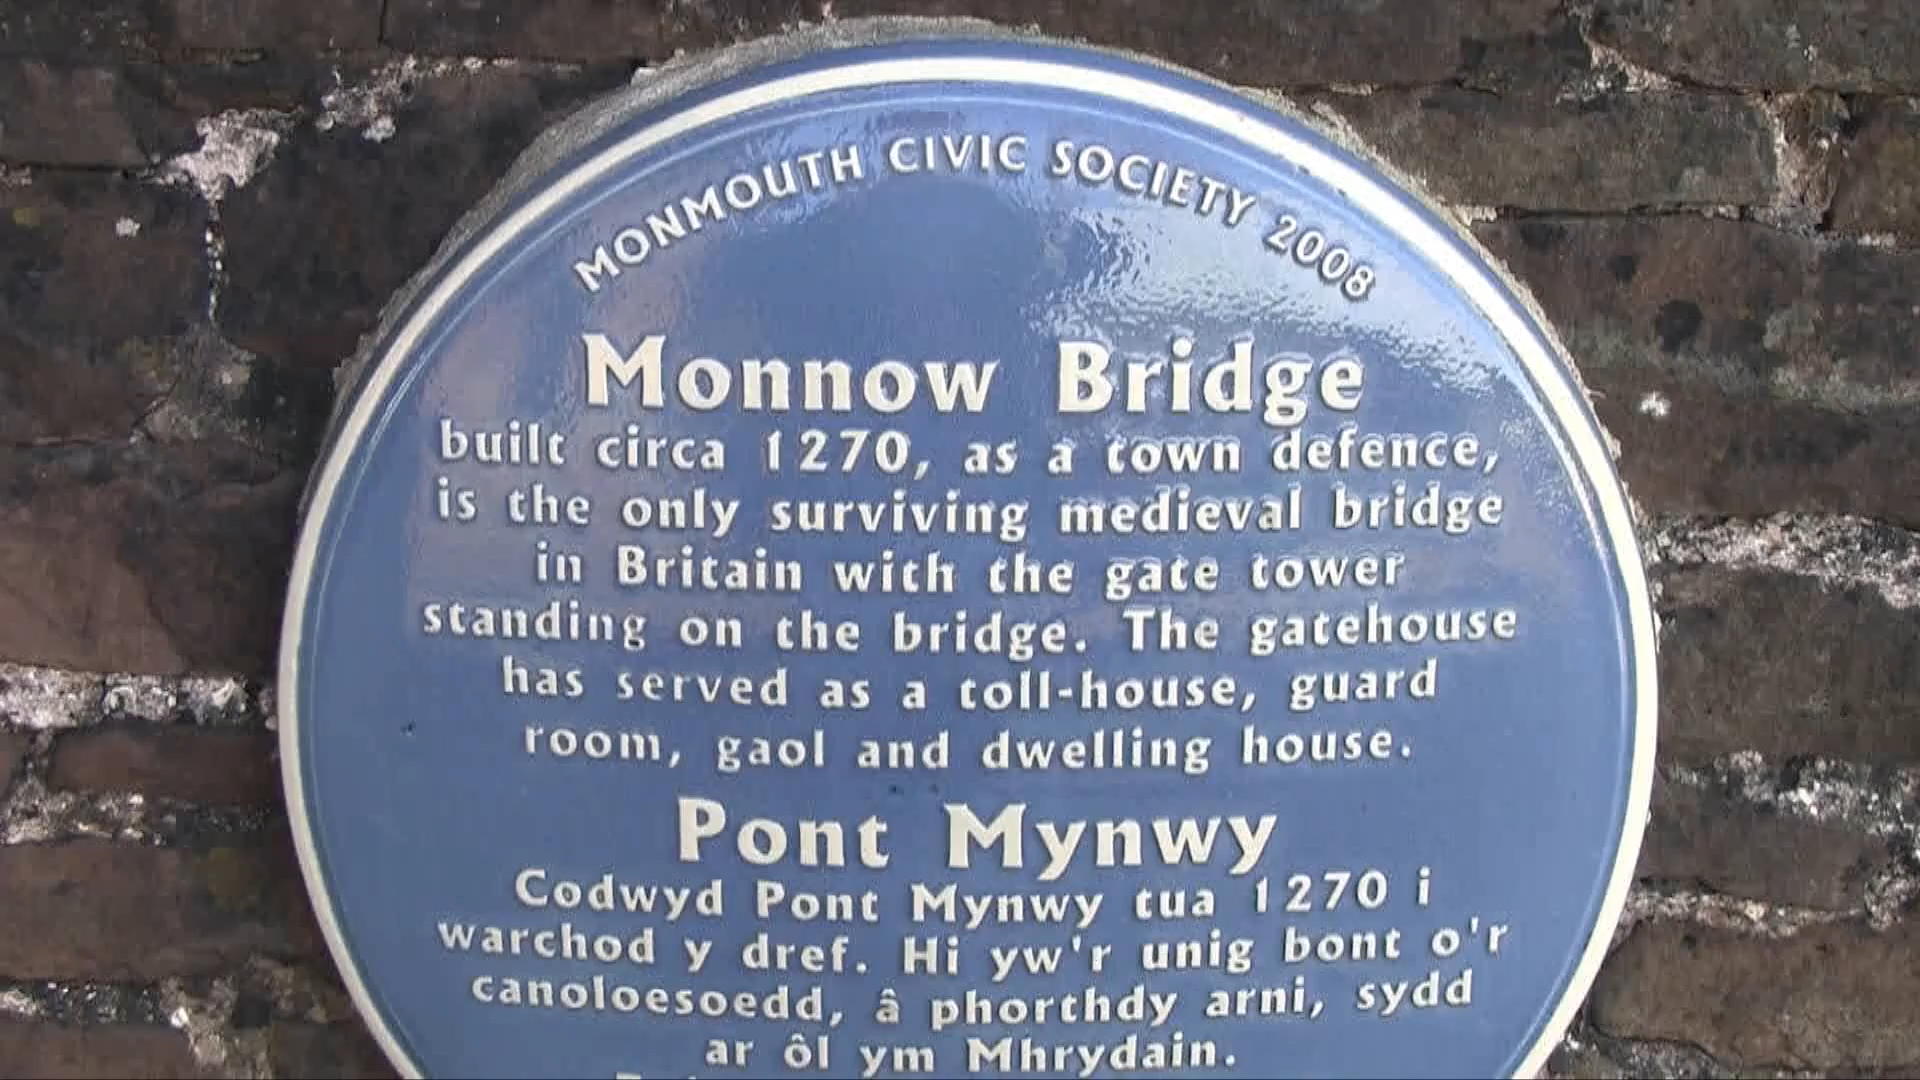 MONMOUTH CIVIC SOCIETY 2008
Monnow Bridge
built circa 1270, as a town defence,
is the only surviving medieval bridge
in Britain with the gate tower
standing on the bridge. The gatehouse
has served as a toll-house, guard
room, gaol and dwelling house.
Pont Mynwy
Codwyd Pont Mynwy tua 1270 i
warchod y dref. Hi yw'r unig bont o'r
canoloesoedd, â phorthdy arni, sydd
ar ôl ym Mhrydain.